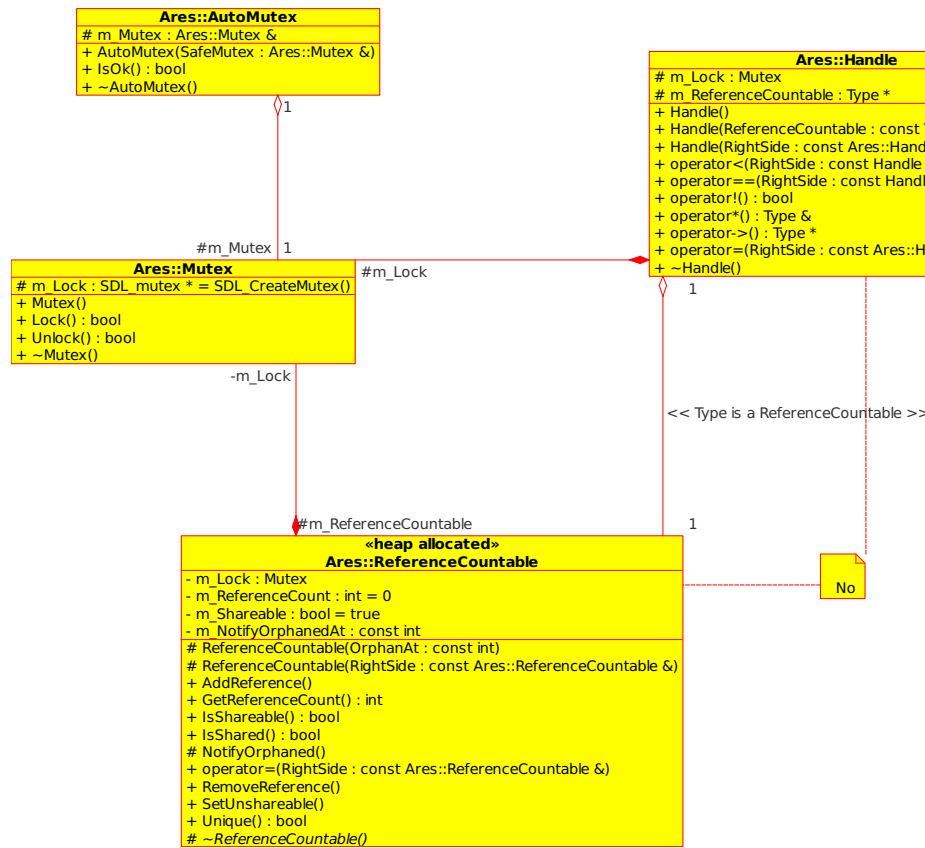 Ares::AutoMutex
# m_Mutex : Ares::Mutex &
+ AutoMutex(SafeMutex : Ares::Mutex &)
+ IsOk() : bool
+ ~AutoMutex()
1
Ares::Handle
# m_Lock : Mutex
# m_ReferenceCountable : Type *
+ Handle()
+ Handle(ReferenceCountable : const
+ Handle(RightSide : const Ares::Hand
+ operator<(RightSide : const Handle
+ operator==(RightSide : const Handl
+ operator!() : bool
+ operator*() : Type &
+ operator->() : Type *
+ operator=(RightSide : const Ares::H
+ ~Handle()
#m_Mutex
1
#m_Lock
1
Ares::Mutex
# m_Lock : SDL_mutex * = SDL_CreateMutex()
+ Mutex()
+ Lock() : bool
+ Unlock() : bool
+ ~Mutex()
-m_Lock
<< Type is a ReferenceCountable >>
#m_ReferenceCountable
1
«heap allocated»
Ares::ReferenceCountable
- m_Lock : Mutex
- m_ReferenceCount : int = 0
- m_Shareable : bool = true
- m_NotifyOrphanedAt : const int
# ReferenceCountable(OrphanAt : const int)
# ReferenceCountable(RightSide : const Ares::ReferenceCountable &)
+ AddReference()
+ GetReferenceCount() : int
+ IsShareable() : bool
+ IsShared() : bool
# NotifyOrphaned()
+ operator=(RightSide : const Ares::ReferenceCountable &)
+ RemoveReference()
+ SetUnshareable()
+ Unique() : bool
# ~ReferenceCountable()
No